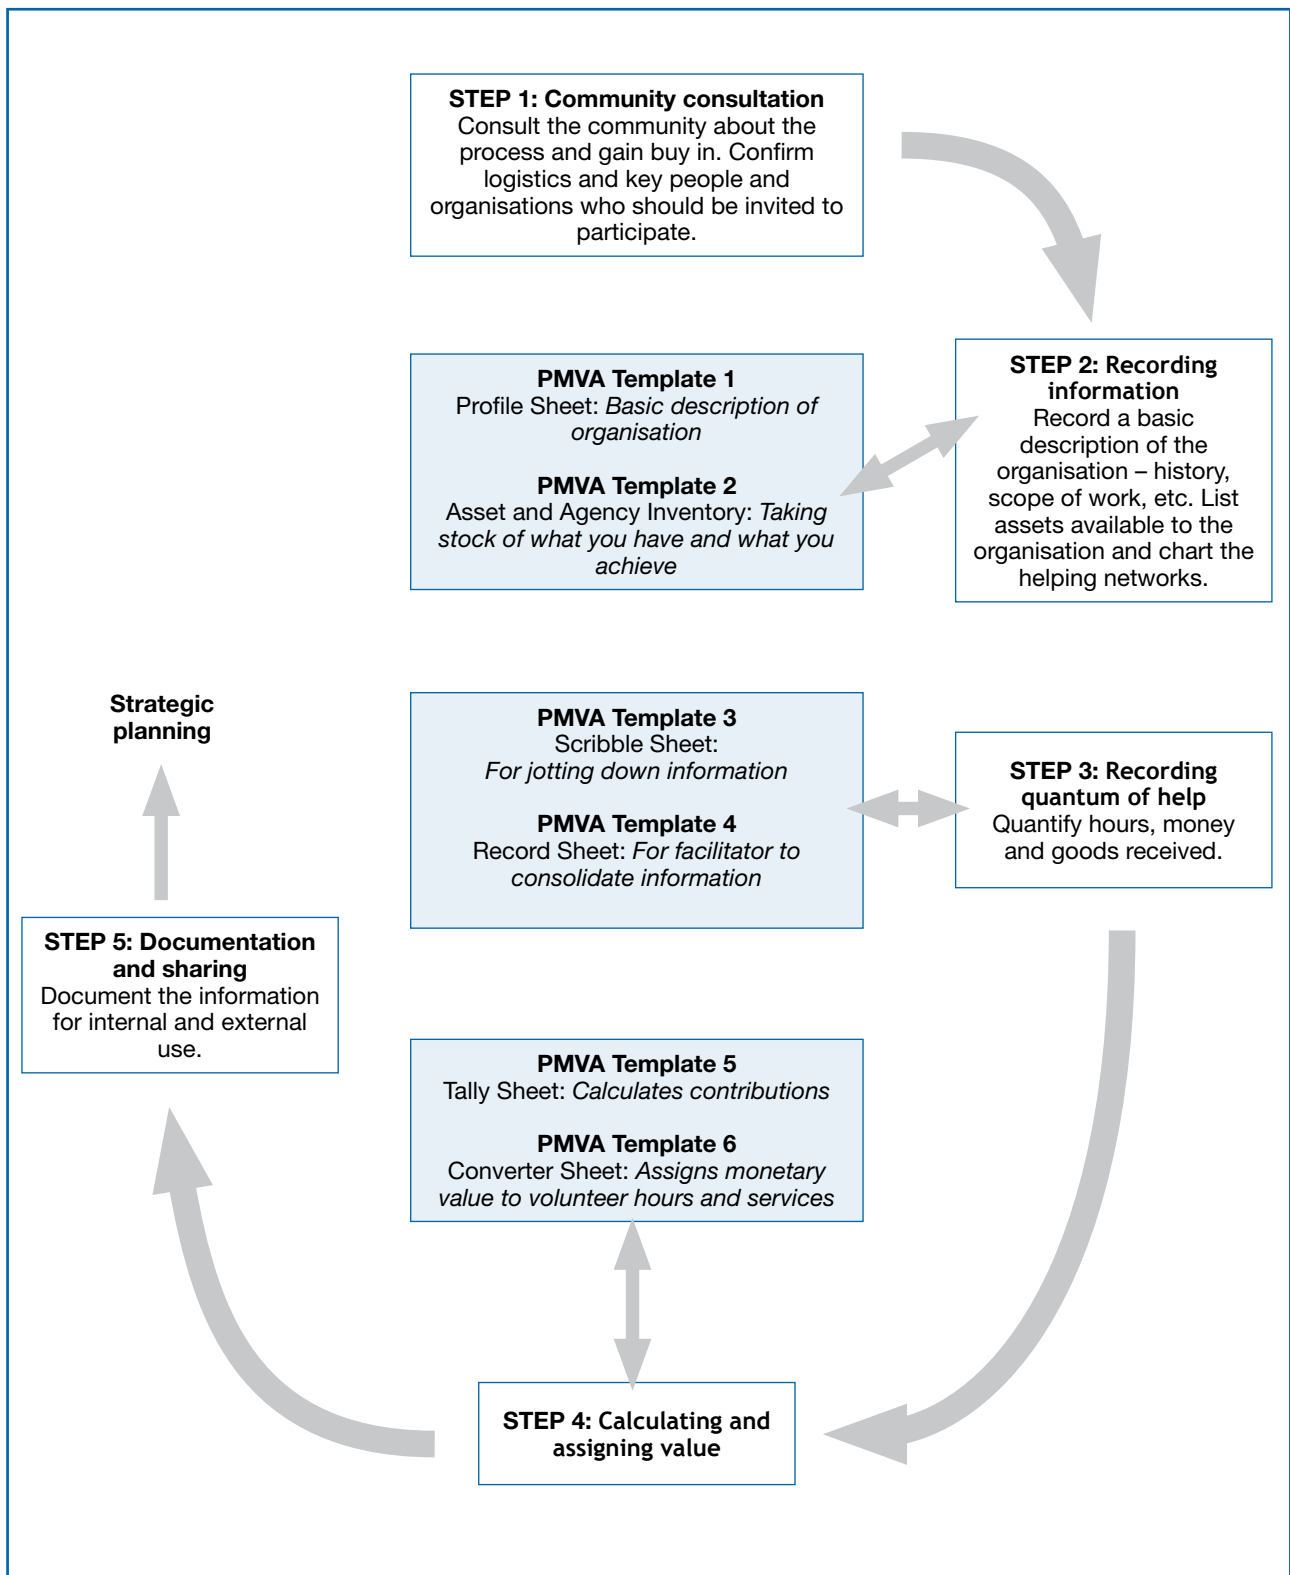 STEP 1: Community consultation
Consult the community about the
process and gain buy in. Confirm
logistics and key people and
organisations who should be invited to
participate.
PMVA Template 1
Profile Sheet: Basic description of
organisation
PMVA Template 2
Asset and Agency Inventory: Taking
stock of what you have and what you
achieve
STEP 2: Recording
information
Record a basic
description of the
organisation – history,
scope of work, etc. List
assets available to the
organisation and chart the
helping networks.
Strategic
planning
PMVA Template 3
Scribble Sheet:
For jotting down information
PMVA Template 4
Record Sheet: For facilitator to
consolidate information
STEP 3: Recording
quantum of help
Quantify hours, money
and goods received.
STEP 5: Documentation
and sharing
Document the information
for internal and external
use.
PMVA Template 5
Tally Sheet: Calculates contributions
PMVA Template 6
Converter Sheet: Assigns monetary
value to volunteer hours and services
STEP 4: Calculating and
assigning value